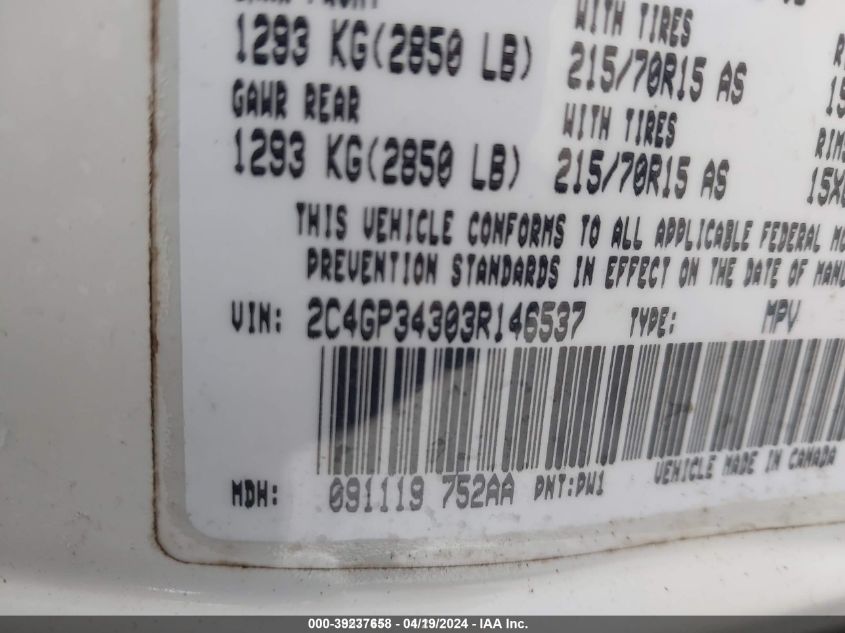 1293 KG(2850 LB)
WITH TIRES
215/70R15 AS
GAWR REAR
1293 KG(2850 LB)
WITH TIRES
215/70R15 AS
THIS VEHICLE CONFORMS TO ALL APPLICABLE FEDERAL
PREVENTION STANDARDS IN EFFECT ON THE DATE OF
VIN: 2C4GP34303R146537 TYPE: MPV
VEHICLE MADE IN CANADA
MDH: 091119 752AA PNT:PW1
000-39237658 - 04/19/2024 - IAA Inc.